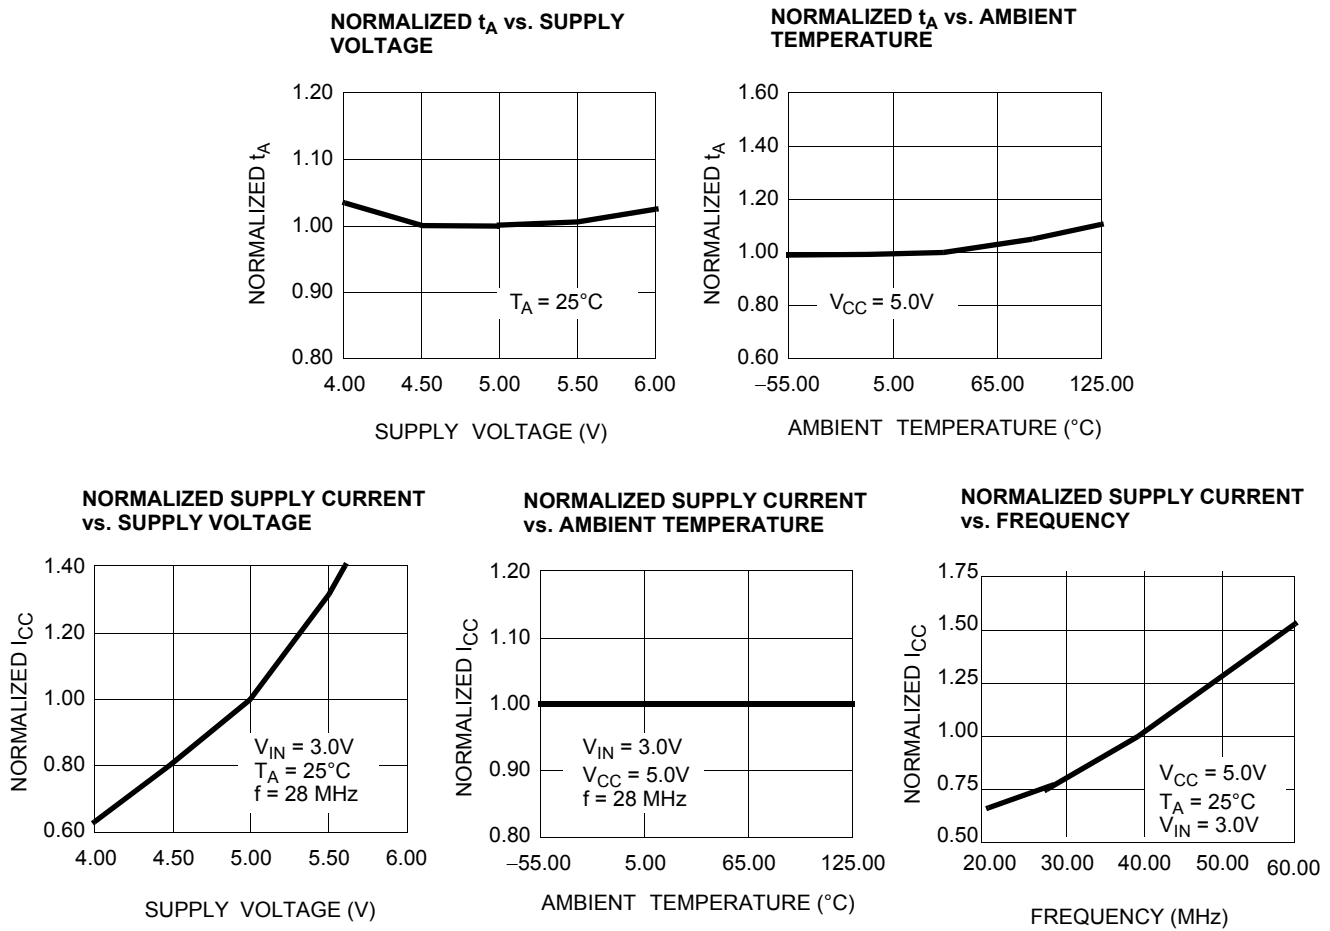 NORMALIZED tA vs. SUPPLY
VOLTAGE
1.20
1.10
1.00
0.90
0.80
NORMALIZED tA
TA = 25°C
4.00 4.50 5.00 5.50 6.00
SUPPLY VOLTAGE (V)
NORMALIZED tA vs. AMBIENT
TEMPERATURE
1.60
1.40
1.20
1.00
0.80
0.60
NORMALIZED tA
VCC = 5.0V
–55.00 5.00 65.00 125.00
AMBIENT TEMPERATURE (°C)
NORMALIZED SUPPLY CURRENT
vs. SUPPLY VOLTAGE
1.40
1.20
1.00
0.80
0.60
NORMALIZED ICC
VIN = 3.0V
TA = 25°C
f = 28 MHz
4.00 4.50 5.00 5.50 6.00
SUPPLY VOLTAGE (V)
NORMALIZED SUPPLY CURRENT
vs. AMBIENT TEMPERATURE
1.20
1.10
1.00
0.90
0.80
NORMALIZED ICC
VIN = 3.0V
VCC = 5.0V
f = 28 MHz
–55.00 5.00 65.00 125.00
AMBIENT TEMPERATURE (°C)
NORMALIZED SUPPLY CURRENT
vs. FREQUENCY
1.75
1.50
1.25
1.00
0.75
0.50
NORMALIZED ICC
VCC = 5.0V
TA = 25°C
VIN = 3.0V
20.00 30.00 40.00 50.00 60.00
FREQUENCY (MHz)